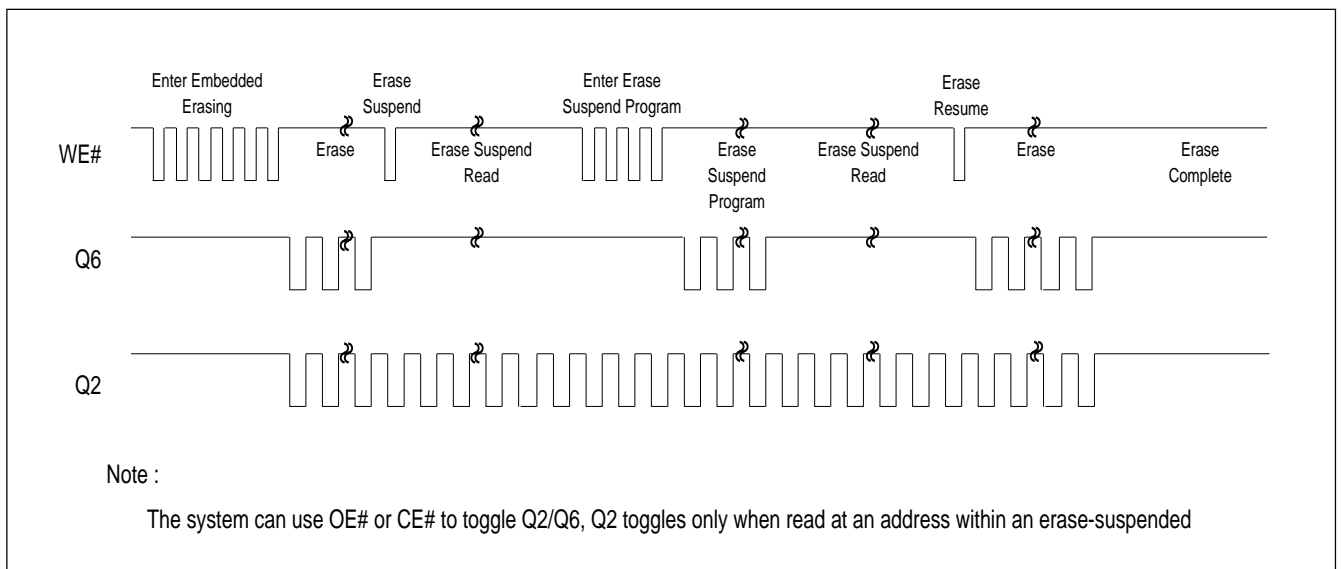 Enter Embedded
Erasing
Erase
Suspend
Enter Erase
Suspend Program
Erase
Resume
WE#
Erase
Erase Suspend
Read
Erase
Suspend
Program
Erase Suspend
Read
Erase
Erase
Complete
Q6
Q2
Note :
The system can use OE# or CE# to toggle Q2/Q6, Q2 toggles only when read at an address within an erase-suspended